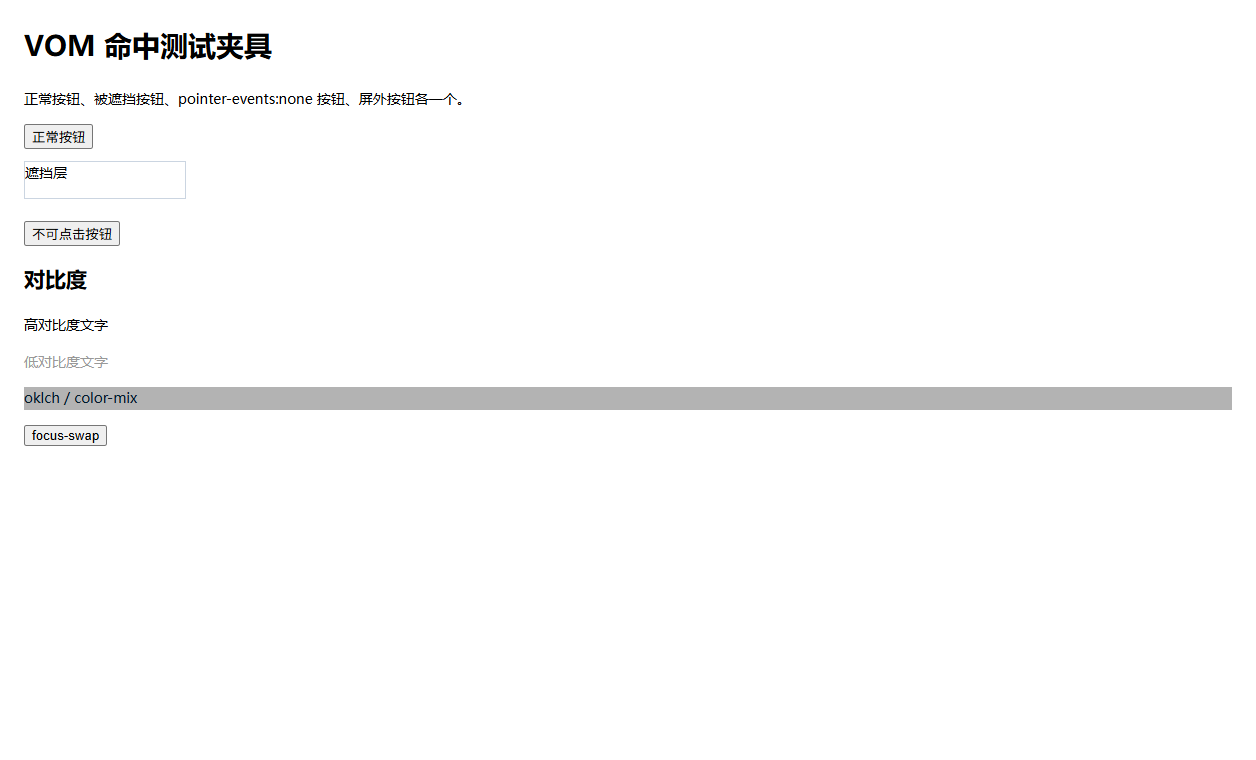 VOM 命中测试夹具
正常按钮、被遮挡按钮、pointer-events:none 按钮、屏外按钮各一个。
正常按钮
遮挡层
不可点击按钮
对比度
高对比度文字
低对比度文字
oklch / color-mix
focus-swap